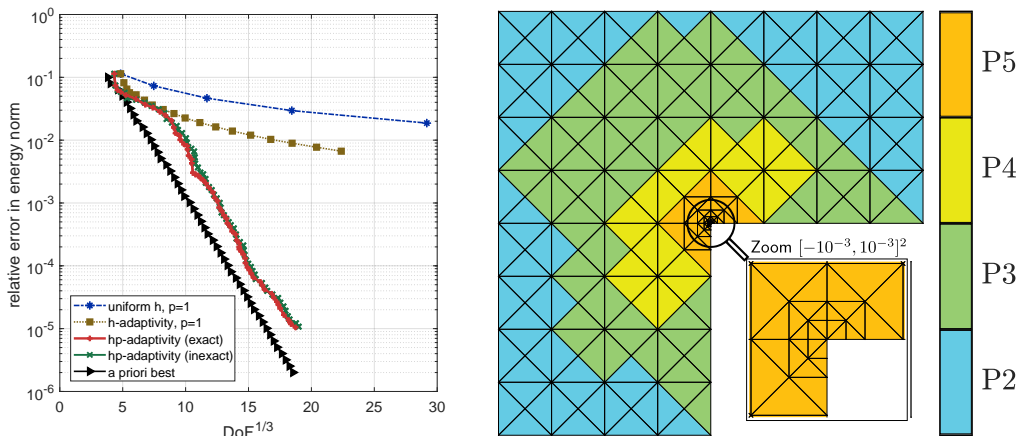 relative error in energy norm
10^0
10^-1
10^-2
10^-3
10^-4
10^-5
10^-6
0
5
10
15
20
25
30
DoF^1/3
uniform h, p=1
h-adaptivity, p=1
hp-adaptivity (exact)
hp-adaptivity (inexact)
a priori best
Zoom [−10^-3, 10^-3]^2
P5
P4
P3
P2